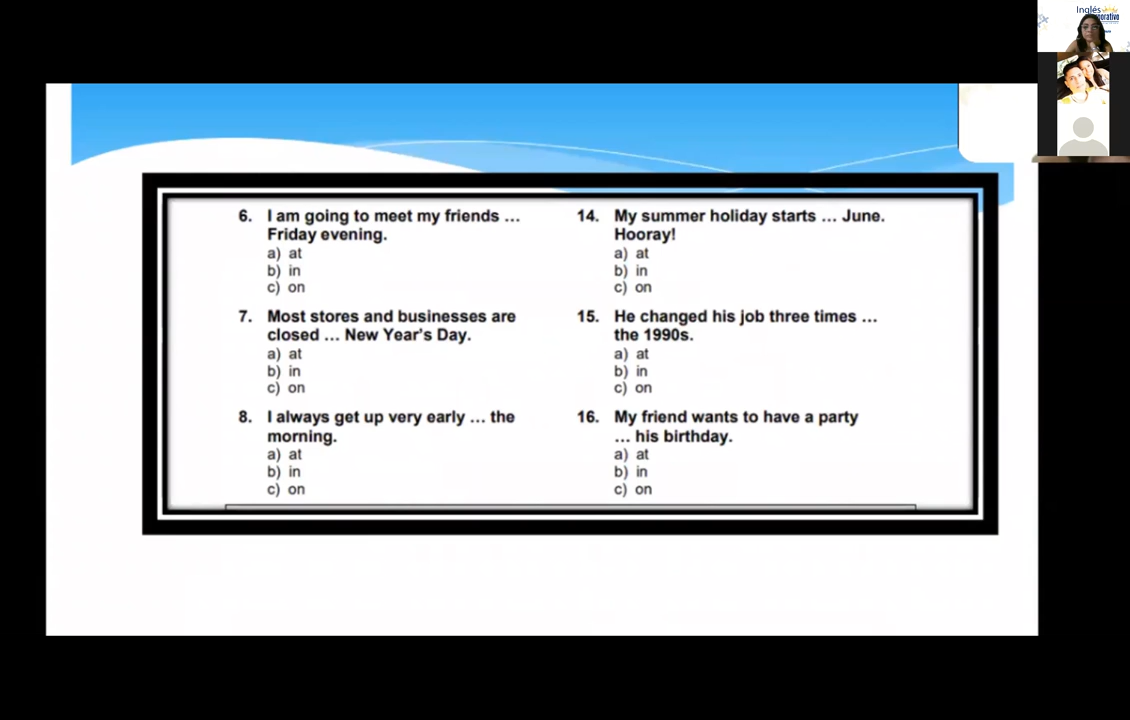 6. I am going to meet my friends ...
Friday evening.
a) at
b) in
c) on
7. Most stores and businesses are
closed ... New Year's Day.
a) at
b) in
c) on
8. I always get up very early ... the
morning.
a) at
b) in
c) on
14. My summer holiday starts ... June.
Hooray!
a) at
b) in
c) on
15. He changed his job three times ...
the 1990s.
a) at
b) in
c) on
16. My friend wants to have a party
... his birthday.
a) at
b) in
c) on
Inglés